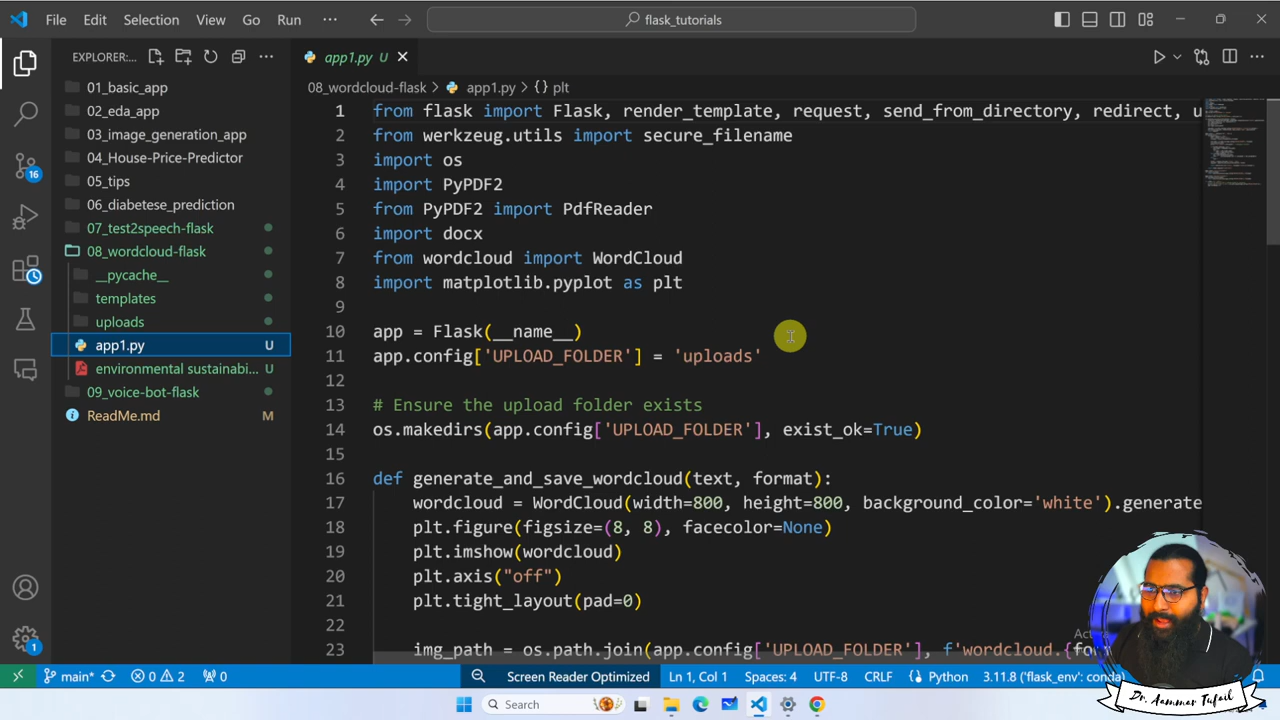 File Edit Selection View Go Run ··· flask_tutorials
EXPLORER:... app1.py U
08_wordcloud-flask > app1.py > {} plt
01_basic_app
02_eda_app
03_image_generation_app
04_House-Price-Predictor
05_tips
06_diabetese_prediction
07_test2speech-flask
08_wordcloud-flask
__pycache__
templates
uploads
app1.py U
environmental sustainabi... U
09_voice-bot-flask
ReadMe.md M
16
1
1 from flask import Flask, render_template, request, send_from_directory, redirect, u
2 from werkzeug.utils import secure_filename
3 import os
4 import PyPDF2
5 from PyPDF2 import PdfReader
6 import docx
7 from wordcloud import WordCloud
8 import matplotlib.pyplot as plt
9
10 app = Flask(__name__)
11 app.config['UPLOAD_FOLDER'] = 'uploads'
12
13 # Ensure the upload folder exists
14 os.makedirs(app.config['UPLOAD_FOLDER'], exist_ok=True)
15
16 def generate_and_save_wordcloud(text, format):
17 wordcloud = WordCloud(width=800, height=800, background_color='white').generate
18 plt.figure(figsize=(8, 8), facecolor=None)
19 plt.imshow(wordcloud)
20 plt.axis("off")
21 plt.tight_layout(pad=0)
22
23 img_path = os.path.join(app.config['UPLOAD_FOLDER'], f'wordcloud.{for
main* 0 2 0 Screen Reader Optimized Ln 1, Col 1 Spaces: 4 UTF-8 CRLF Python 3.11.8 ('flask_env': conda)
Dr. Aammar Tufail
Search